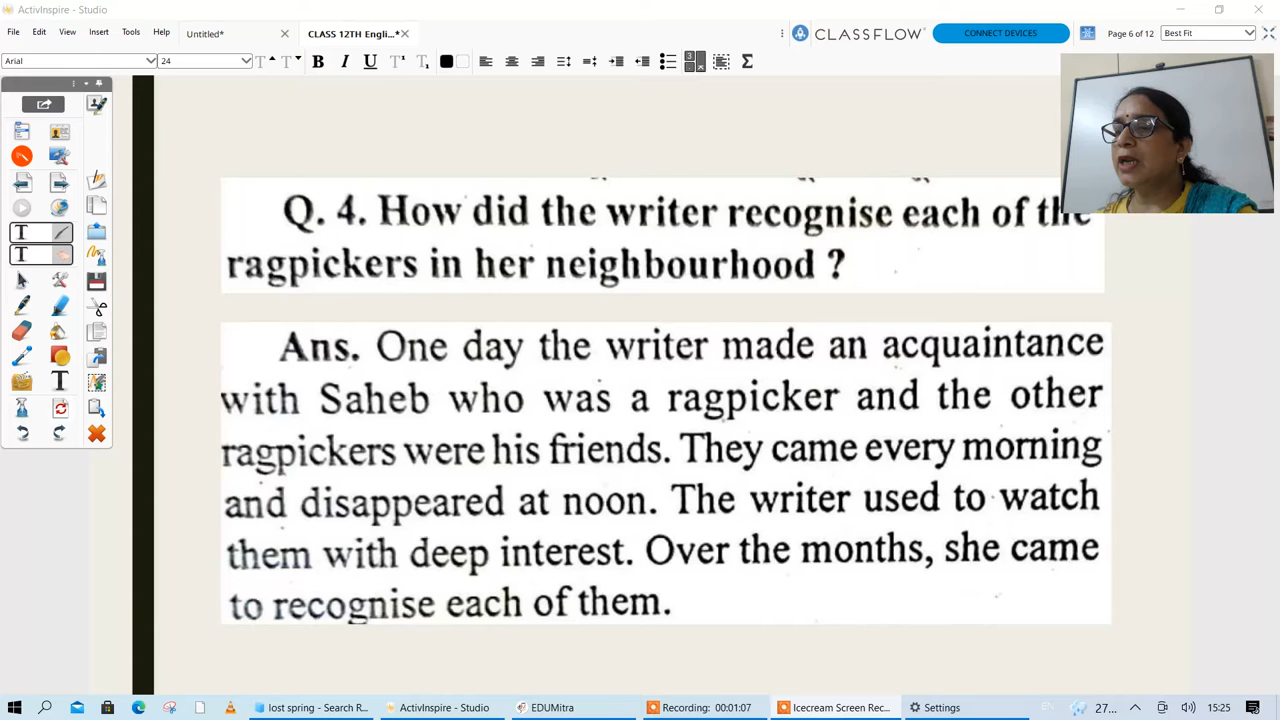 ActivInspire - Studio
File Edit View Insert Tools Help
Untitled*
CLASS 12TH Engli...*
CLASSFLOW
CONNECT DEVICES
Page 6 of 12
Best Fit
Arial
24
Q. 4. How did the writer recognise each of the
ragpickers in her neighbourhood ?
Ans. One day the writer made an acquaintance
with Saheb who was a ragpicker and the other
ragpickers were his friends. They came every morning
and disappeared at noon. The writer used to watch
them with deep interest. Over the months, she came
to recognise each of them.
lost spring - Search R...
ActivInspire - Studio
EDUMitra
Recording: 00:01:07
Icecream Screen Rec...
Settings
EN
27...
15:25